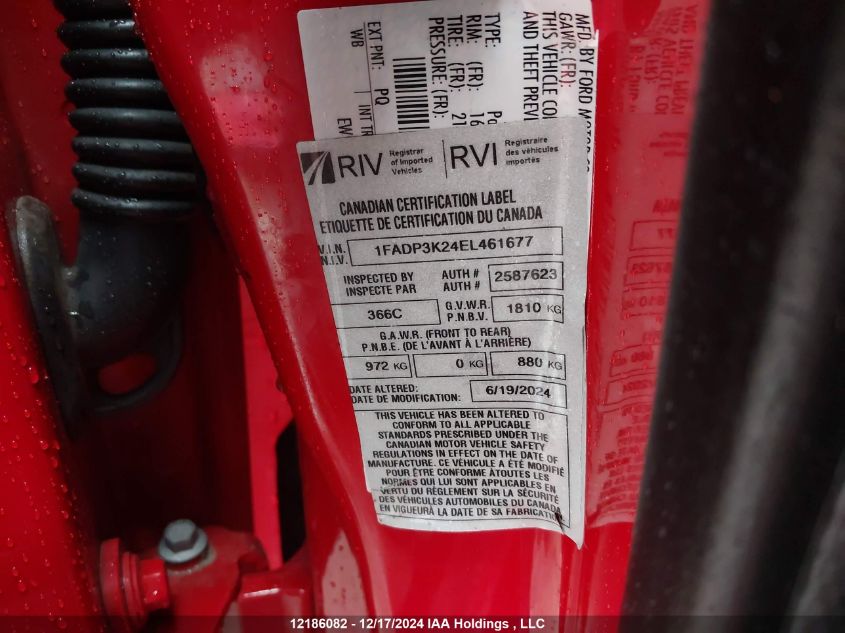 MFD. BY FORD MOTOR CO.
GAWR: (FR):
THIS VEHICLE
AND THEFT
TYPE:
RIM: (FR): 16
TIRE: (FR):
PRESSURE: (FR):
EXT PNT: PQ
WB
RIV Registrar of Imported Vehicles RVI Registraire des véhicules importés
CANADIAN CERTIFICATION LABEL
ETIQUETTE DE CERTIFICATION DU CANADA
V.I.N. 1FADP3K24EL461677
N.I.V.
INSPECTED BY AUTH # 2587623
INSPECTE PAR AUTH #
366C G.V.W.R. 1810 KG
P.N.B.V.
G.A.W.R. (FRONT TO REAR)
P.N.B.E. (DE L'AVANT À L'ARRIÈRE)
972 KG 0 KG 880 KG
DATE ALTERED: 6/19/2024
DATE DE MODIFICATION:
THIS VEHICLE HAS BEEN ALTERED TO
CONFORM TO ALL APPLICABLE
STANDARDS PRESCRIBED UNDER THE
CANADIAN MOTOR VEHICLE SAFETY
REGULATIONS IN EFFECT ON THE DATE OF
MANUFACTURE. CE VÉHICULE A ÉTÉ MODIFIÉ
POUR ÊTRE CONFORME ÀTOUTES LES
NORMES QUI LUI SONT APPLICABLES EN
VERTU DU RÈGLEMENT SUR LA SÉCURITÉ
DES VÉHICULES AUTOMOBILES DU CANADA
EN VIGUEUR À LA DATE DE SA FABRICATION
12186082 - 12/17/2024 IAA Holdings , LLC